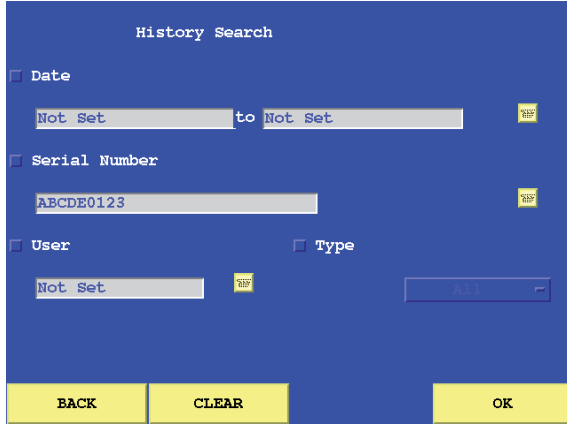 History Search
Date
Not Set to Not Set
Serial Number
ABCDE0123
User Type
Not Set All
BACK CLEAR OK